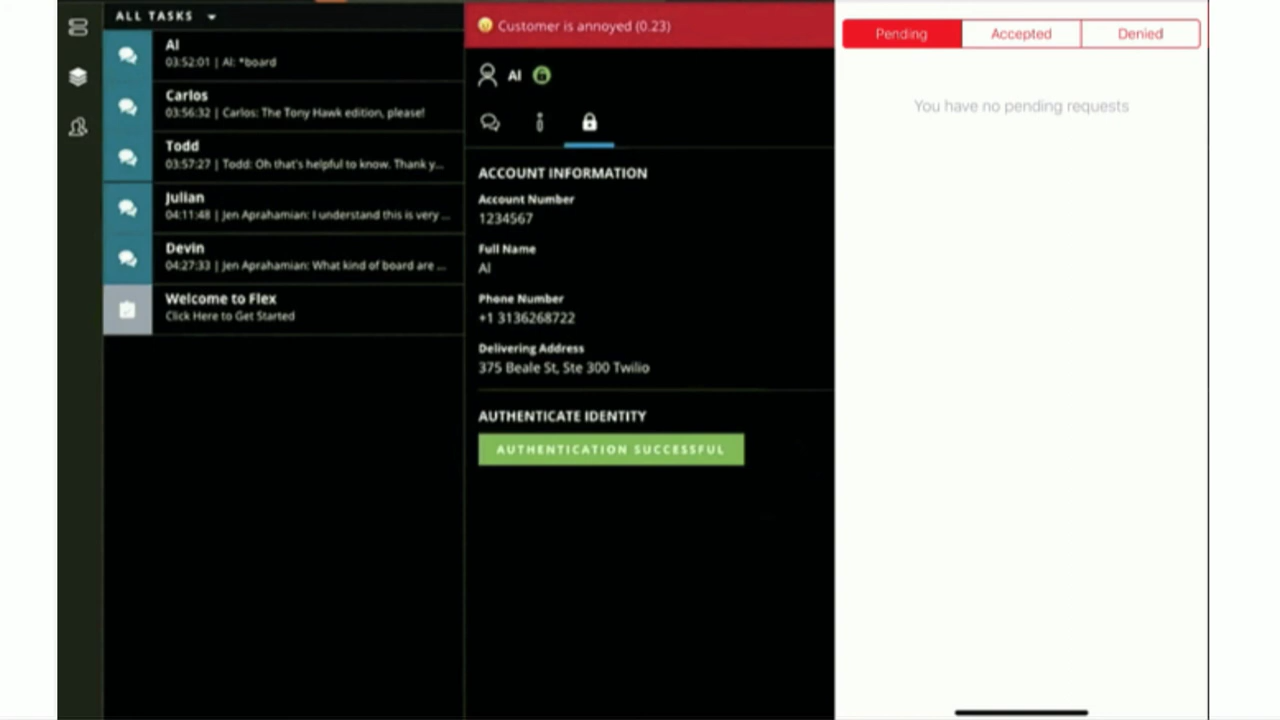 ALL TASKS
Al
03:52:01 | Al: *board
Carlos
03:56:32 | Carlos: The Tony Hawk edition, please!
Todd
03:57:27 | Todd: Oh that's helpful to know. Thank y...
Julian
04:11:48 | Jen Aprahamian: I understand this is very ...
Devin
04:27:33 | Jen Aprahamian: What kind of board are ...
Welcome to Flex
Click Here to Get Started
Customer is annoyed (0.23)
Al
ACCOUNT INFORMATION
Account Number
1234567
Full Name
Al
Phone Number
+1 3136268722
Delivering Address
375 Beale St, Ste 300 Twilio
AUTHENTICATE IDENTITY
AUTHENTICATION SUCCESSFUL
Pending Accepted Denied
You have no pending requests